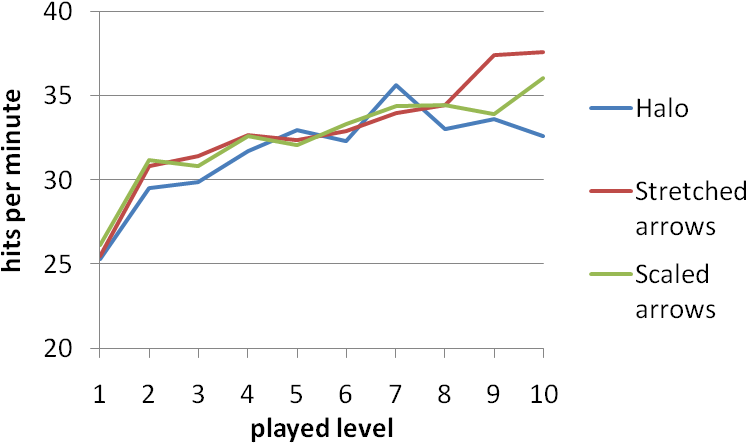 40
35
30
25
20
hits per minute
1 2 3 4 5 6 7 8 9 10
played level
Halo
Stretched
arrows
Scaled
arrows